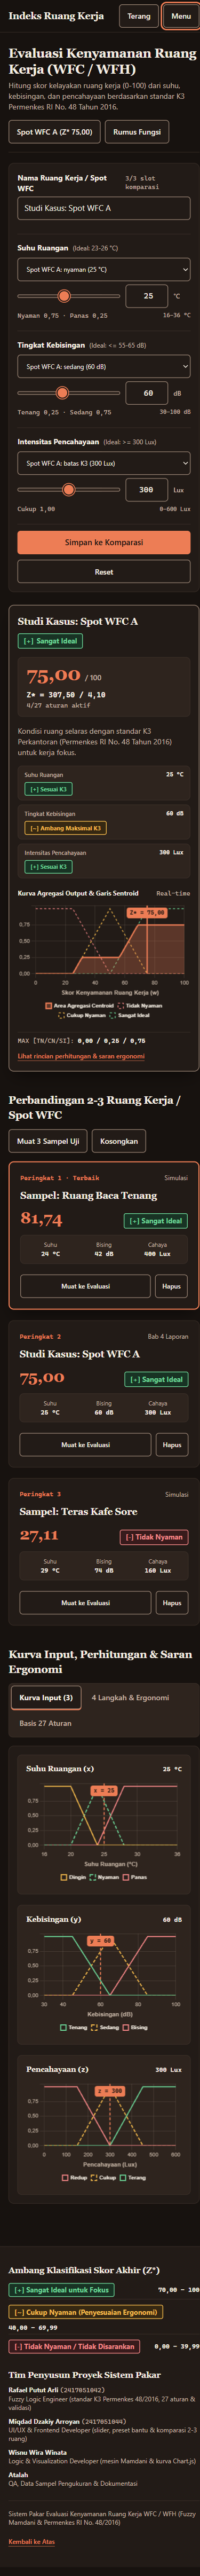 Indeks Ruang Kerja
Terang
Menu
Evaluasi Kenyamanan Ruang
Kerja (WFC / WFH)
Hitung skor kelayakan ruang kerja (0-100) dari suhu,
kebisingan, dan pencahayaan berdasarkan standar K3
Permenkes RI No. 48 Tahun 2016.
Spot WFC A (Z* 75,00)
Rumus Fungsi
Nama Ruang Kerja / Spot
WFC
3/3 slot
komparasi
Studi Kasus: Spot WFC A
Suhu Ruangan (Ideal: 23-26 °C)
Spot WFC A: nyaman (25 °C)
25 °C
Nyaman 0,75 · Panas 0,25
16-36 °C
Tingkat Kebisingan (Ideal: <= 55-65 dB)
Spot WFC A: sedang (60 dB)
60 dB
Tenang 0,25 · Sedang 0,75
30-100 dB
Intensitas Pencahayaan (Ideal: >= 300 Lux)
Spot WFC A: batas K3 (300 Lux)
300 Lux
Cukup 1,00
0-600 Lux
Simpan ke Komparasi
Reset
Studi Kasus: Spot WFC A
[+] Sangat Ideal
75,00 / 100
Z* = 307,50 / 4,10
4/27 aturan aktif
Kondisi ruang selaras dengan standar K3
Perkantoran (Permenkes RI No. 48 Tahun 2016)
untuk kerja fokus.
Suhu Ruangan
25 °C
[+] Sesuai K3
Tingkat Kebisingan
60 dB
[~] Ambang Maksimal K3
Intensitas Pencahayaan
300 Lux
[+] Sesuai K3
Kurva Agregasi Output & Garis Sentroid
Real-time
Z* = 75,00
0,75
0,50
0,25
0,00
0 20 40 60 80 100
Skor Kenyamanan Ruang Kerja (w)
Area Agregasi Centroid
Tidak Nyaman
Cukup Nyaman
Sangat Ideal
MAX [TN/CN/SI]: 0,00 / 0,25 / 0,75
Lihat rincian perhitungan & saran ergonomi
Perbandingan 2-3 Ruang Kerja /
Spot WFC
Muat 3 Sampel Uji
Kosongkan
Peringkat 1 · Terbaik
Simulasi
Sampel: Ruang Baca Tenang
81,74
[+] Sangat Ideal
Suhu
24 °C
Bising
42 dB
Cahaya
400 Lux
Muat ke Evaluasi
Hapus
Peringkat 2
Bab 4 Laporan
Studi Kasus: Spot WFC A
75,00
[+] Sangat Ideal
Suhu
25 °C
Bising
60 dB
Cahaya
300 Lux
Muat ke Evaluasi
Hapus
Peringkat 3
Simulasi
Sampel: Teras Kafe Sore
27,11
[-] Tidak Nyaman
Suhu
29 °C
Bising
74 dB
Cahaya
160 Lux
Muat ke Evaluasi
Hapus
Kurva Input, Perhitungan & Saran
Ergonomi
Kurva Input (3)
4 Langkah & Ergonomi
Basis 27 Aturan
Suhu Ruangan (x)
25 °C
x = 25
0,75
0,50
0,25
0,00
16 20 25 30 36
Suhu Ruangan (°C)
Dingin
Nyaman
Panas
Kebisingan (y)
60 dB
y = 60
0,75
0,50
0,25
0,00
30 40 60 80 100
Kebisingan (dB)
Tenang
Sedang
Bising
Pencahayaan (z)
300 Lux
z = 300
0,75
0,50
0,25
0,00
0 100 200 300 400 500 600
Pencahayaan (Lux)
Redup
Cukup
Terang
Ambang Klasifikasi Skor Akhir (Z*)
[+] Sangat Ideal untuk Fokus
70,00 - 100
[~] Cukup Nyaman (Penyesuaian Ergonomi)
40,00 - 69,99
[-] Tidak Nyaman / Tidak Disarankan
0,00 - 39,99
Tim Penyusun Proyek Sistem Pakar
Rafael Putut Arli (2417051042)
Fuzzy Logic Engineer (standar K3 Permenkes 48/2016, 27 aturan &
validasi)
Miqdad Dzakiy Arroyan (2417051044)
UI/UX & Frontend Developer (slider, preset bantu & komparasi 2-3
ruang)
Wisnu Wira Winata
Logic & Visualization Developer (mesin Mamdani & kurva Chart.js)
Atalah
QA, Data Sampel Pengukuran & Dokumentasi
Sistem Pakar Evaluasi Kenyamanan Ruang Kerja WFC / WFH (Fuzzy
Mamdani & Permenkes RI No. 48/2016)
Kembali ke Atas